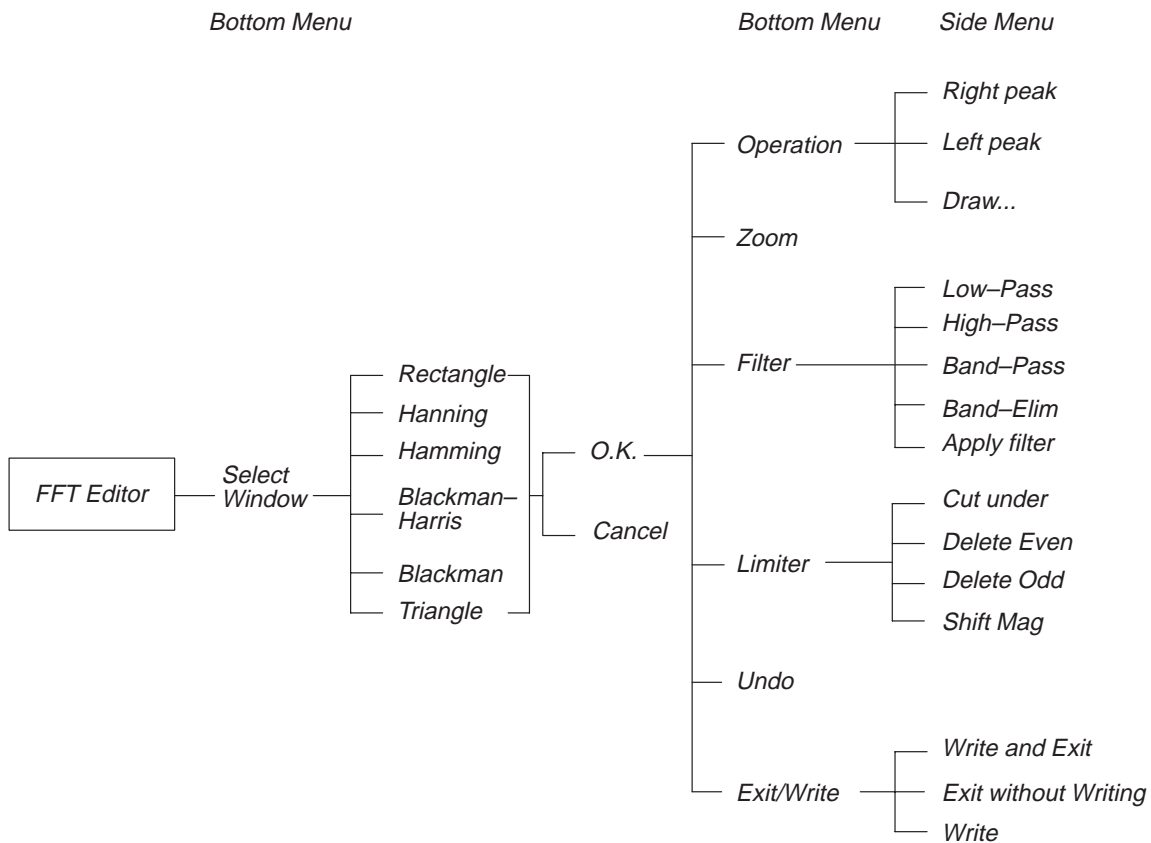 Bottom Menu
Bottom Menu
Side Menu
FFT Editor
Select
Window
Rectangle
Hanning
Hamming
Blackman–
Harris
Blackman
Triangle
O.K.
Cancel
Operation
Right peak
Left peak
Draw...
Zoom
Filter
Low–Pass
High–Pass
Band–Pass
Band–Elim
Apply filter
Limiter
Cut under
Delete Even
Delete Odd
Shift Mag
Undo
Exit/Write
Write and Exit
Exit without Writing
Write